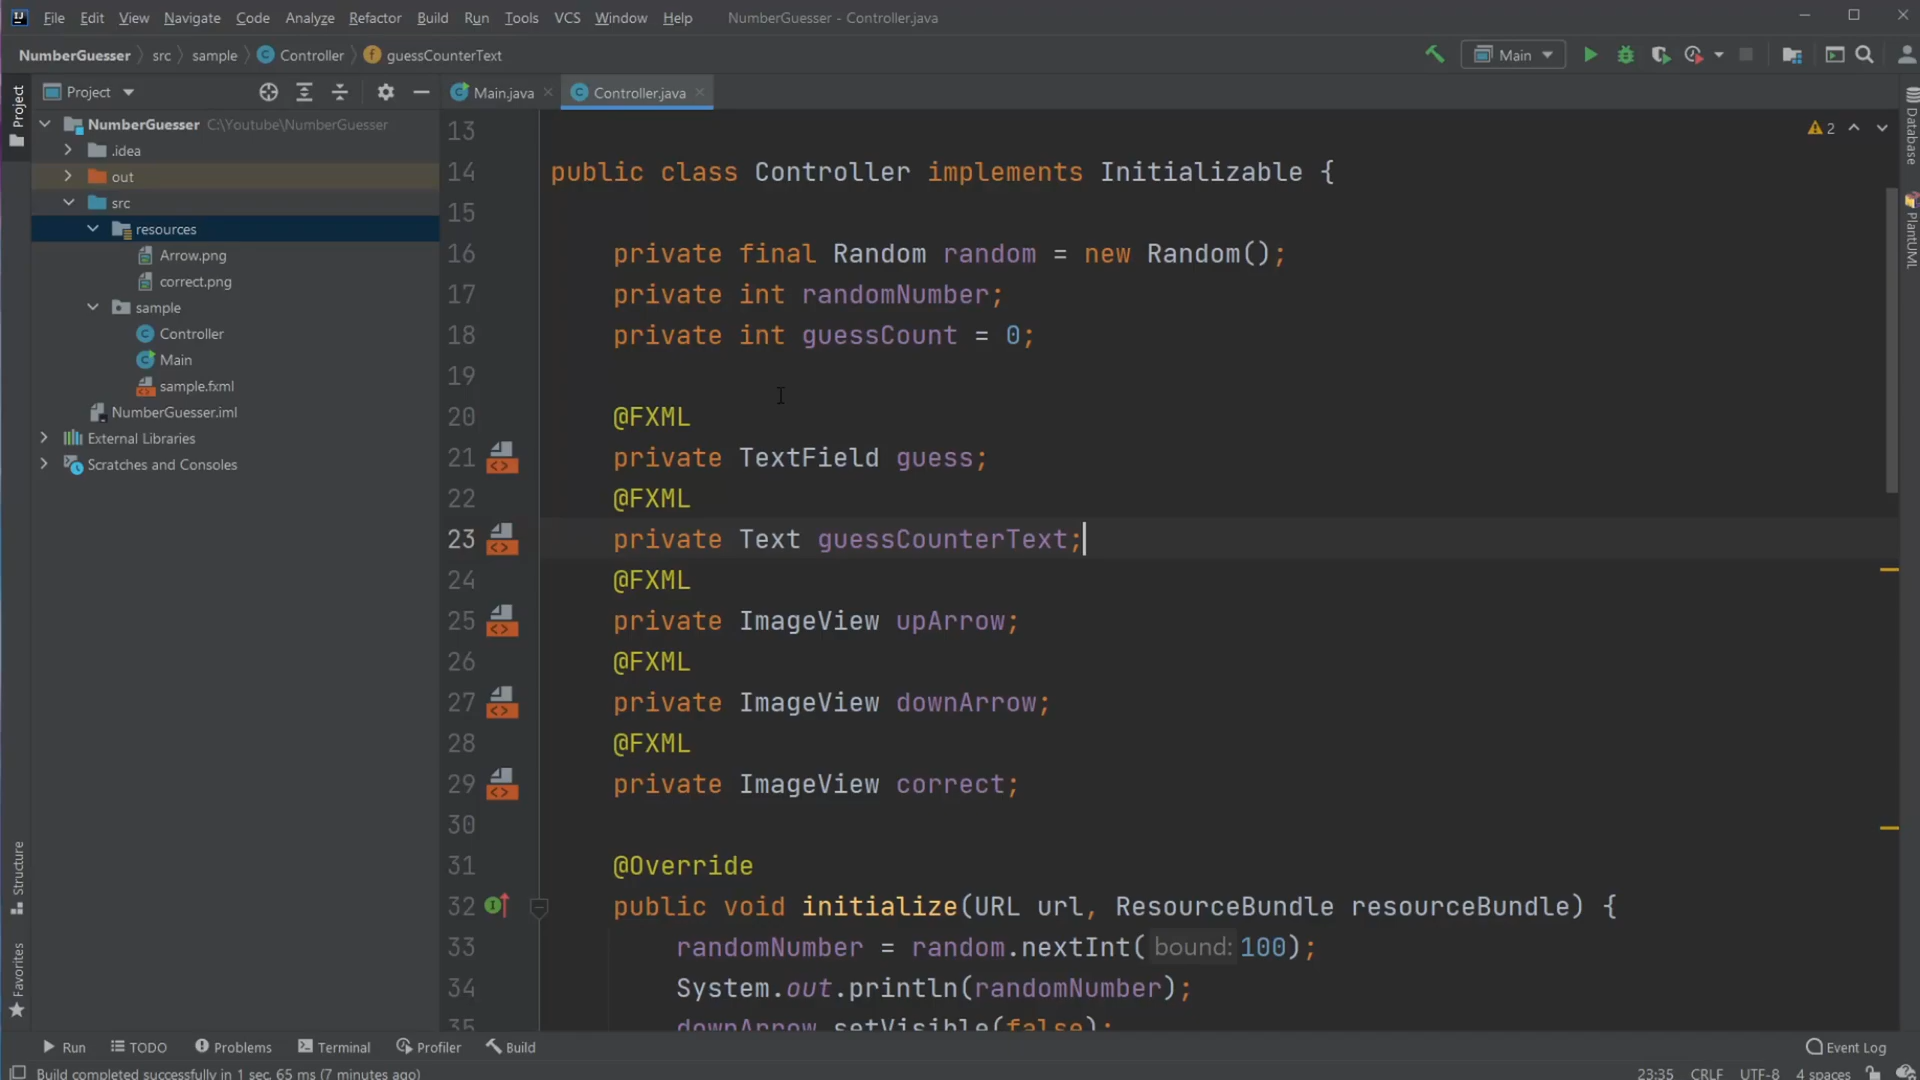 File Edit View Navigate Code Analyze Refactor Build Run Tools VCS Window Help NumberGuesser - Controller.java
NumberGuesser src sample Controller guessCounterText Main
Project Main.java Controller.java
NumberGuesser C:\Youtube\NumberGuesser
.idea
out
src
resources
Arrow.png
correct.png
sample
Controller
Main
sample.fxml
NumberGuesser.iml
External Libraries
Scratches and Consoles
Project
Structure
Favorites
13
14 public class Controller implements Initializable {
15
16 private final Random random = new Random();
17 private int randomNumber;
18 private int guessCount = 0;
19
20 @FXML
21 private TextField guess;
22 @FXML
23 private Text guessCounterText;
24 @FXML
25 private ImageView upArrow;
26 @FXML
27 private ImageView downArrow;
28 @FXML
29 private ImageView correct;
30
31 @Override
32 public void initialize(URL url, ResourceBundle resourceBundle) {
33 randomNumber = random.nextInt( bound: 100);
34 System.out.println(randomNumber);
35 downArrow.setVisible(false);
2
Database
PlantUML
Run TODO Problems Terminal Profiler Build Event Log
Build completed successfully in 1 sec, 65 ms (7 minutes ago) 23:35 CRLF UTF-8 4 spaces